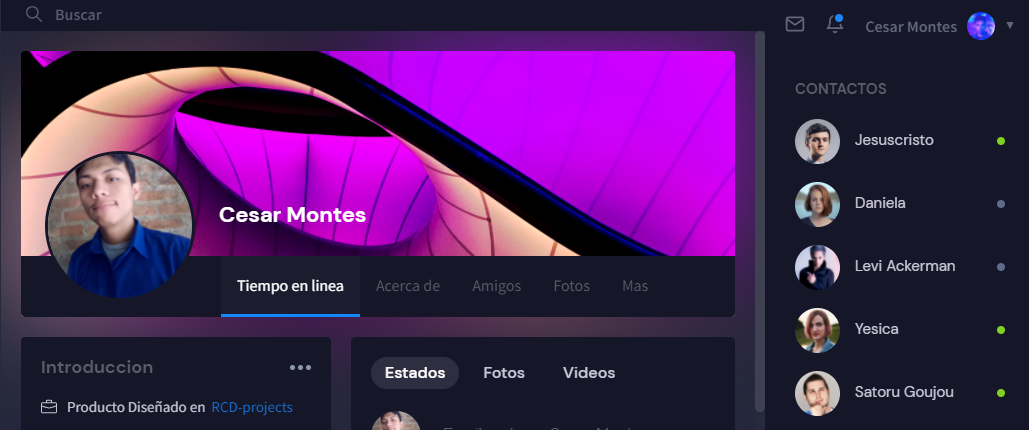 Buscar
Cesar Montes
CONTACTOS
Jesuscristo
Daniela
Levi Ackerman
Yesica
Satoru Goujou
Cesar Montes
Tiempo en linea
Acerca de
Amigos
Fotos
Mas
Introduccion
Producto Diseñado en RCD-projects
Estados
Fotos
Videos